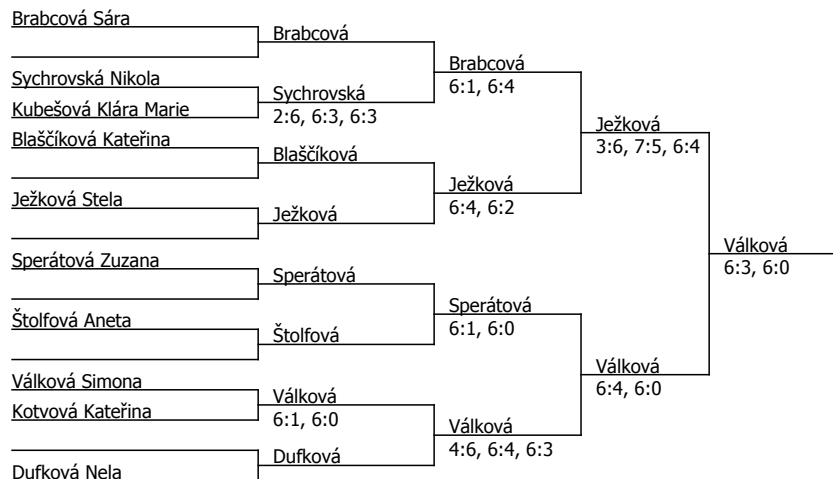 Brabcová Sára
Sychrovská Nikola
Kubešová Klára Marie
Blaščíková Kateřina
Ježková Stela
Sperátová Zuzana
Štolfová Aneta
Válková Simona
Kotvová Kateřina
Dufková Nela
Brabcová
Sychrovská
2:6, 6:3, 6:3
Blaščíková
Ježková
Sperátová
Štolfová
Válková
6:1, 6:0
Dufková
Brabcová
6:1, 6:4
Ježková
6:4, 6:2
Sperátová
6:1, 6:0
Válková
4:6, 6:4, 6:3
Ježková
3:6, 7:5, 6:4
Válková
6:4, 6:0
Válková
6:3, 6:0